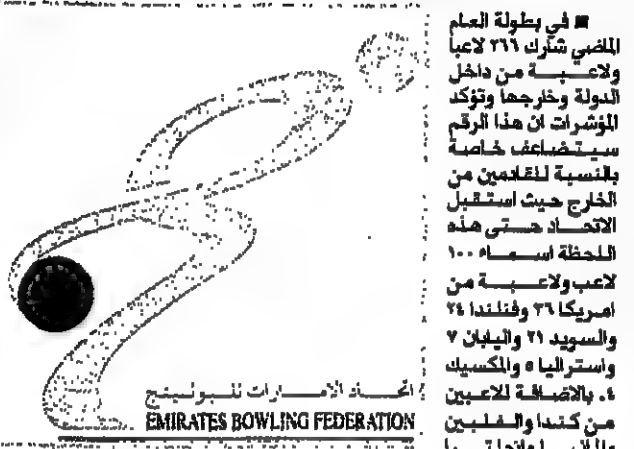 في بطولة العام
الماضي شارك ٢٦٦ لاعبا
ولاعبة من داخل
الدولة وخارجها وتؤكد
المؤشرات ان هذا الرقم
سيتضاعف خاصة
بالنسبة للقادمين من
الخارج حيث استقبل
الاتحاد حتى هذه
اللحظة اسماء ١٠٠
لاعب ولاعبة من
امريكا ٣٦ وفنلندا ٢٤
والسويد ٢١ واليابان ٧
واستراليا ٥ والمكسيك
٤، بالاضافة للاعبين
من كندا والفلبين
اتحاد الامارات للبولينج
EMIRATES BOWLING FEDERATION